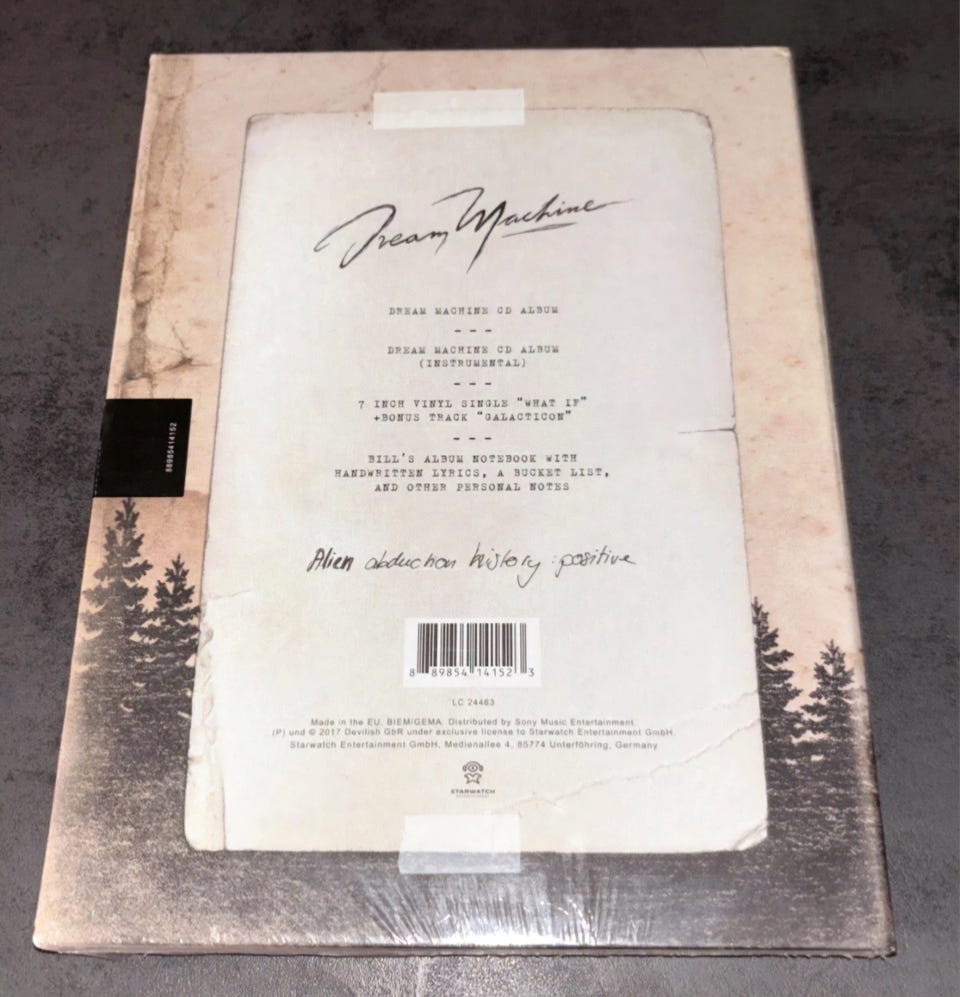 Dream Machine
DREAM MACHINE CD ALBUM
---
DREAM MACHINE CD ALBUM
(INSTRUMENTAL)
---
7 INCH VINYL SINGLE "WHAT IF"
+BONUS TRACK "GALACTICON"
---
BILL'S ALBUM NOTEBOOK WITH
HANDWRITTEN LYRICS, A BUCKET LIST,
AND OTHER PERSONAL NOTES
88985414152
Alien abduction history: positive
8 89854 14152 3
LC 24463
Made in the EU. BIEM/GEMA. Distributed by Sony Music Entertainment.
(P) und © 2017 Devilish GbR under exclusive license to Starwatch Entertainment GmbH.
Starwatch Entertainment GmbH, Medienallee 4, 85774 Unterföhring, Germany
STARWATCH